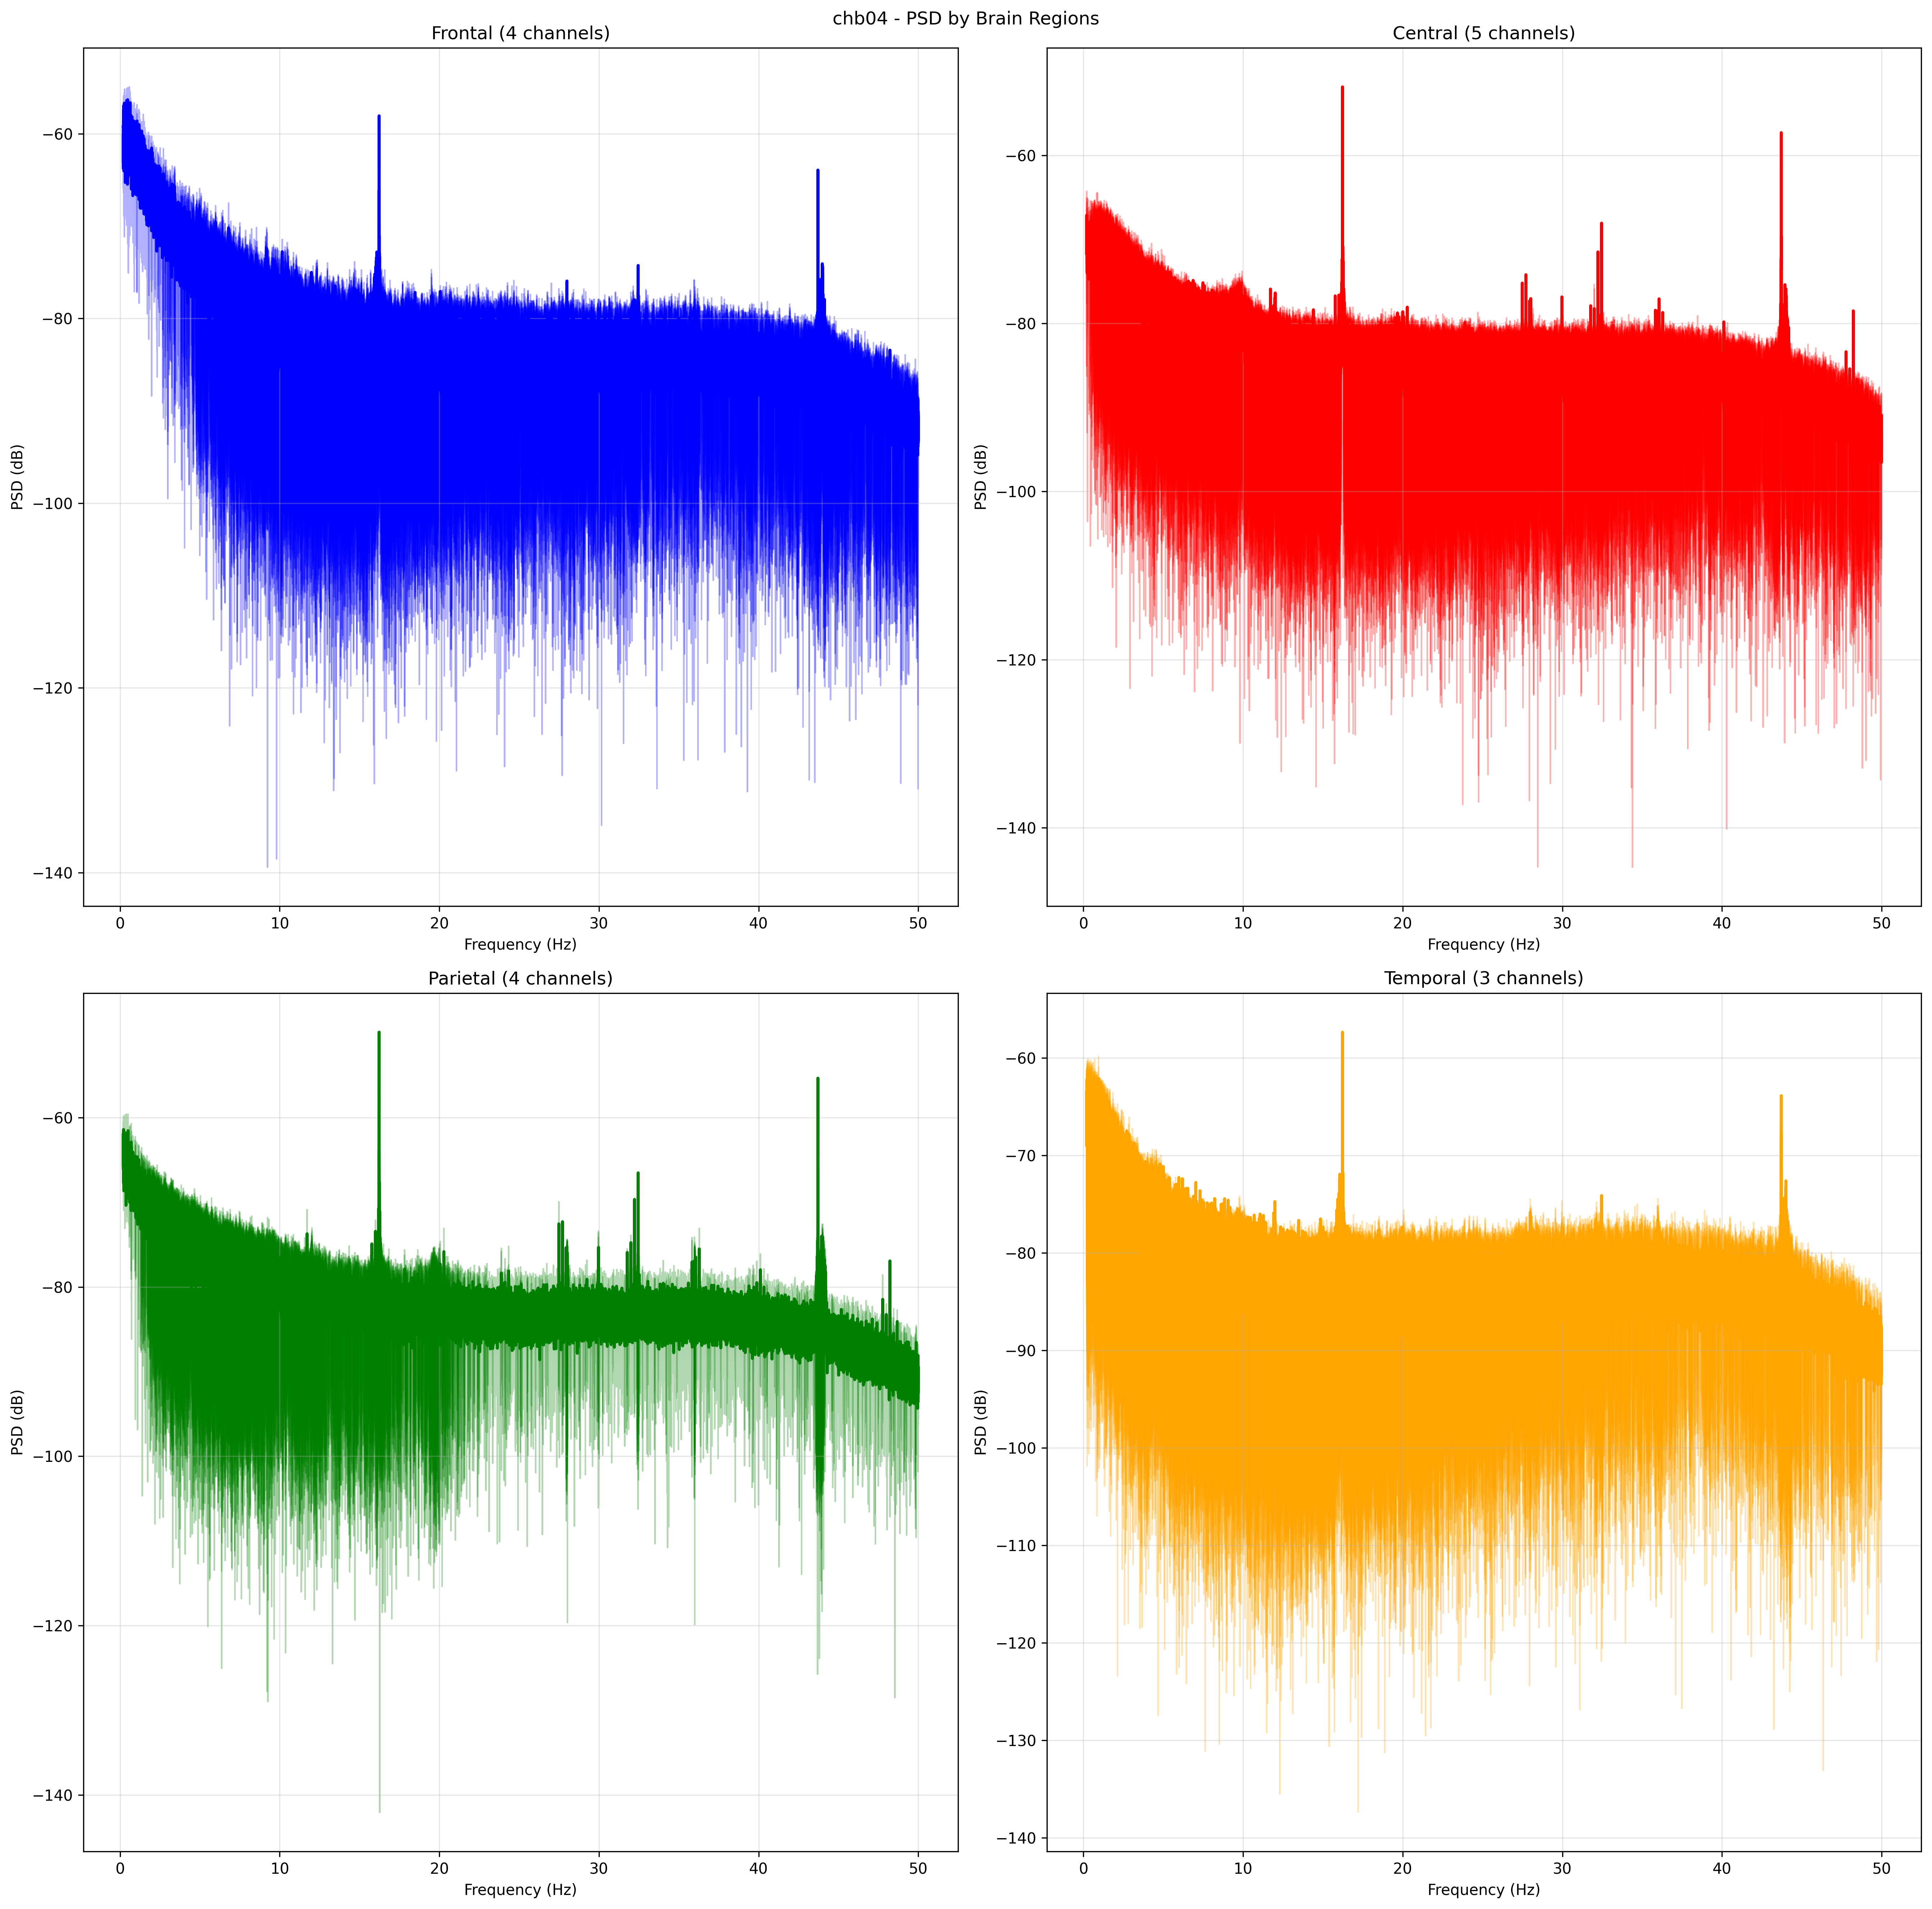 chb04 - PSD by Brain Regions
Frontal (4 channels)
PSD (dB)
−60
−80
−100
−120
−140
0 10 20 30 40 50
Frequency (Hz)
Central (5 channels)
PSD (dB)
−60
−80
−100
−120
−140
0 10 20 30 40 50
Frequency (Hz)
Parietal (4 channels)
PSD (dB)
−60
−80
−100
−120
−140
0 10 20 30 40 50
Frequency (Hz)
Temporal (3 channels)
PSD (dB)
−60
−70
−80
−90
−100
−110
−120
−130
−140
0 10 20 30 40 50
Frequency (Hz)